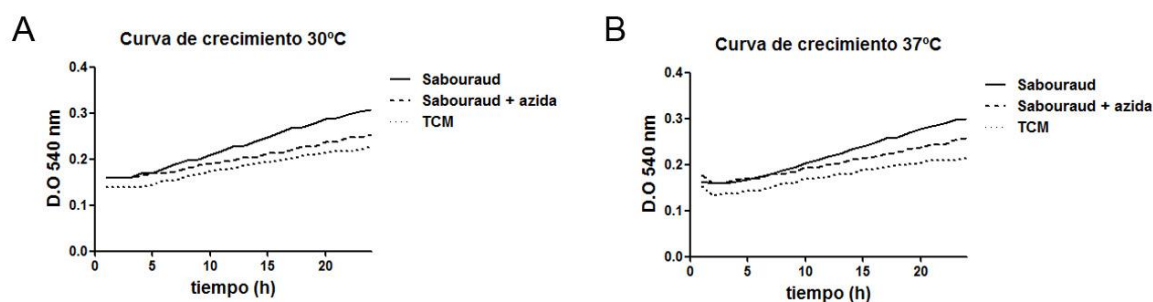 A
Curva de crecimiento 30ºC
0.4
0.3
0.2
0.1
0.0
D.O 540 nm
0 5 10 15 20
tiempo (h)
Sabouraud
Sabouraud + azida
TCM
B
Curva de crecimiento 37ºC
0.4
0.3
0.2
0.1
0.0
D.O 540 nm
0 5 10 15 20
tiempo (h)
Sabouraud
Sabouraud + azida
TCM